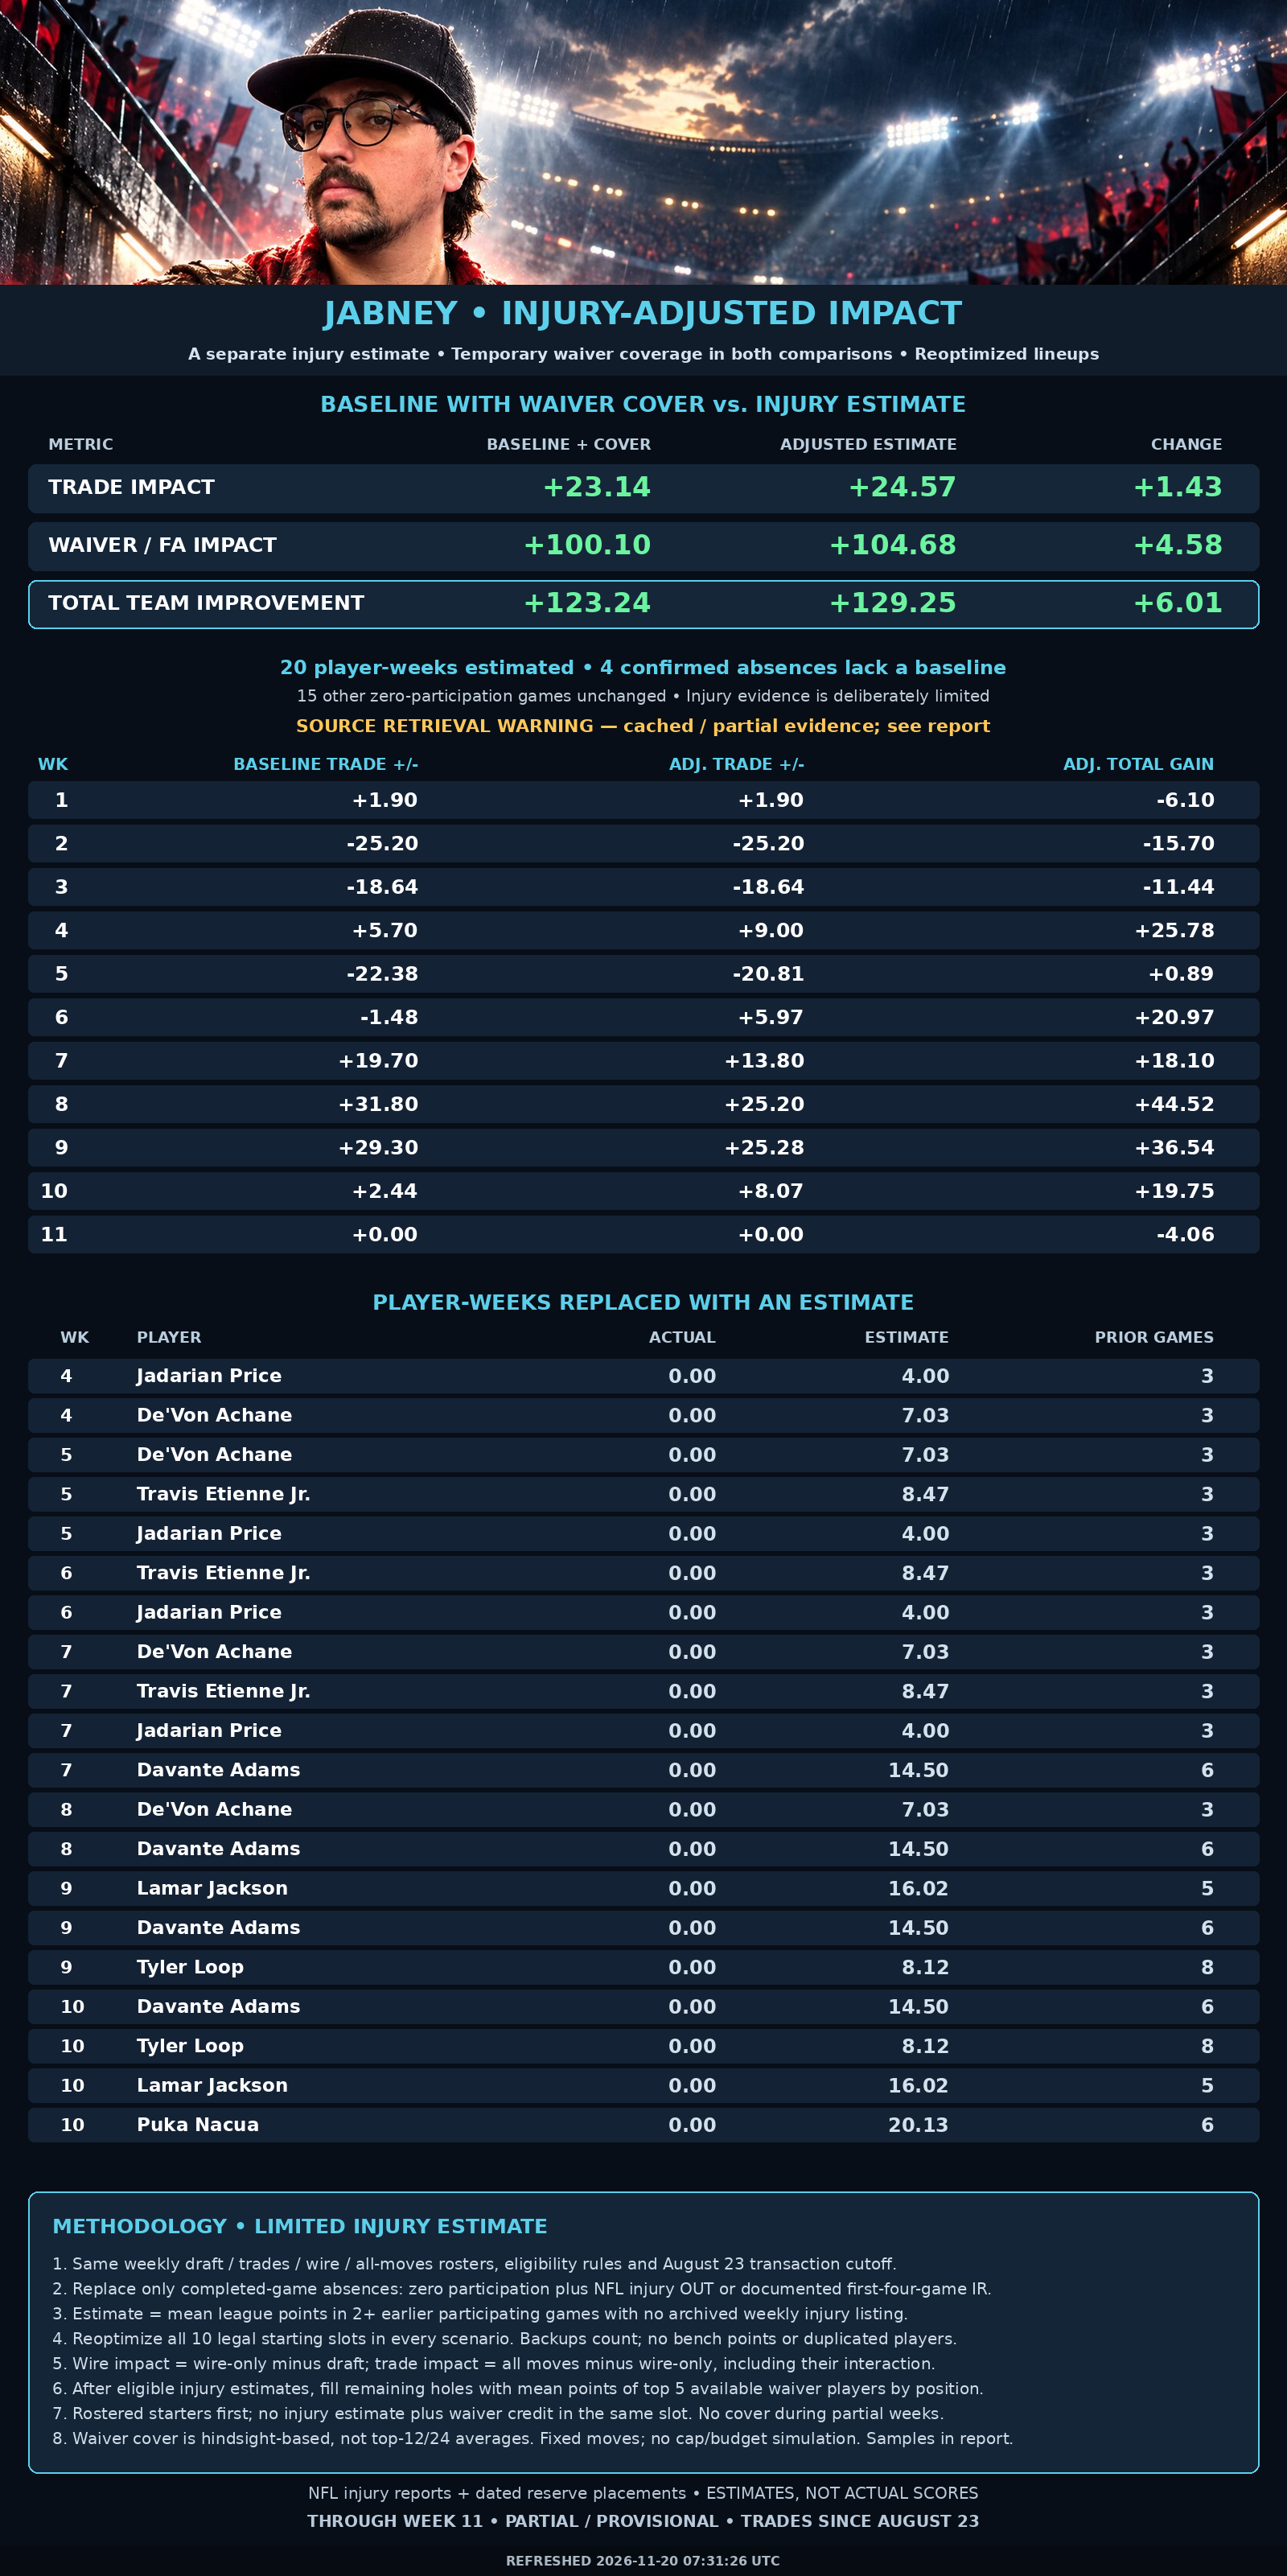 JABNEY • INJURY-ADJUSTED IMPACT
A separate injury estimate • Temporary waiver coverage in both comparisons • Reoptimized lineups
BASELINE WITH WAIVER COVER vs. INJURY ESTIMATE
METRIC BASELINE + COVER ADJUSTED ESTIMATE CHANGE
TRADE IMPACT +23.14 +24.57 +1.43
WAIVER / FA IMPACT +100.10 +104.68 +4.58
TOTAL TEAM IMPROVEMENT +123.24 +129.25 +6.01
20 player-weeks estimated • 4 confirmed absences lack a baseline
15 other zero-participation games unchanged • Injury evidence is deliberately limited
SOURCE RETRIEVAL WARNING — cached / partial evidence; see report
WK BASELINE TRADE +/- ADJ. TRADE +/- ADJ. TOTAL GAIN
1 +1.90 +1.90 -6.10
2 -25.20 -25.20 -15.70
3 -18.64 -18.64 -11.44
4 +5.70 +9.00 +25.78
5 -22.38 -20.81 +0.89
6 -1.48 +5.97 +20.97
7 +19.70 +13.80 +18.10
8 +31.80 +25.20 +44.52
9 +29.30 +25.28 +36.54
10 +2.44 +8.07 +19.75
11 +0.00 +0.00 -4.06
PLAYER-WEEKS REPLACED WITH AN ESTIMATE
WK PLAYER ACTUAL ESTIMATE PRIOR GAMES
4 Jadarian Price 0.00 4.00 3
4 De'Von Achane 0.00 7.03 3
5 De'Von Achane 0.00 7.03 3
5 Travis Etienne Jr. 0.00 8.47 3
5 Jadarian Price 0.00 4.00 3
6 Travis Etienne Jr. 0.00 8.47 3
6 Jadarian Price 0.00 4.00 3
7 De'Von Achane 0.00 7.03 3
7 Travis Etienne Jr. 0.00 8.47 3
7 Jadarian Price 0.00 4.00 3
7 Davante Adams 0.00 14.50 6
8 De'Von Achane 0.00 7.03 3
8 Davante Adams 0.00 14.50 6
9 Lamar Jackson 0.00 16.02 5
9 Davante Adams 0.00 14.50 6
9 Tyler Loop 0.00 8.12 8
10 Davante Adams 0.00 14.50 6
10 Tyler Loop 0.00 8.12 8
10 Lamar Jackson 0.00 16.02 5
10 Puka Nacua 0.00 20.13 6
METHODOLOGY • LIMITED INJURY ESTIMATE
1. Same weekly draft / trades / wire / all-moves rosters, eligibility rules and August 23 transaction cutoff.
2. Replace only completed-game absences: zero participation plus NFL injury OUT or documented first-four-game IR.
3. Estimate = mean league points in 2+ earlier participating games with no archived weekly injury listing.
4. Reoptimize all 10 legal starting slots in every scenario. Backups count; no bench points or duplicated players.
5. Wire impact = wire-only minus draft; trade impact = all moves minus wire-only, including their interaction.
6. After eligible injury estimates, fill remaining holes with mean points of top 5 available waiver players by position.
7. Rostered starters first; no injury estimate plus waiver credit in the same slot. No cover during partial weeks.
8. Waiver cover is hindsight-based, not top-12/24 averages. Fixed moves; no cap/budget simulation. Samples in report.
NFL injury reports + dated reserve placements • ESTIMATES, NOT ACTUAL SCORES
THROUGH WEEK 11 • PARTIAL / PROVISIONAL • TRADES SINCE AUGUST 23
REFRESHED 2026-11-20 07:31:26 UTC